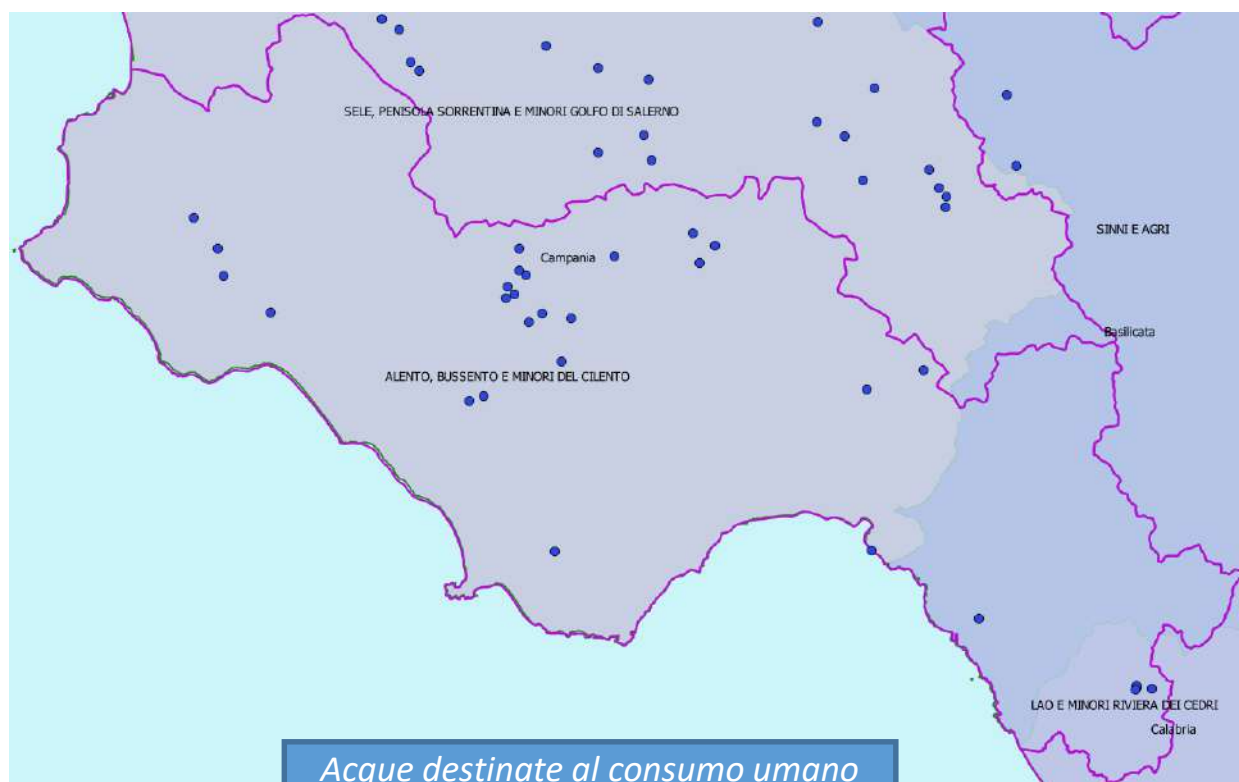 SELE, PENISOLA SORRENTINA E MINORI GOLFO DI SALERNO
SINNI E AGRI
Campania
Basilicata
ALENTO, BUSSENTO E MINORI DEL CILENTO
LAO E MINORI RIVIERA DEI CEDRI
Calabria
Acque destinate al consumo umano